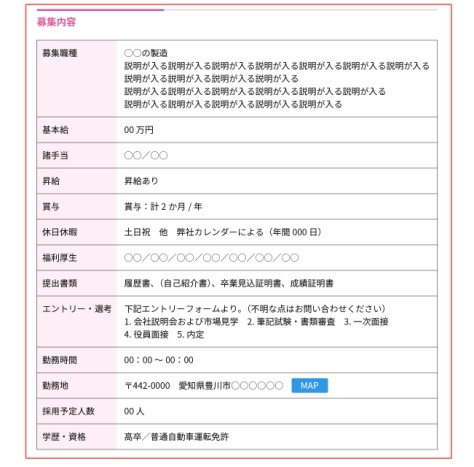 募集内容
募集職種
○○の製造
説明が入る説明が入る説明が入る説明が入る説明が入る説明が入る説明が入る
説明が入る説明が入る説明が入る説明が入る
説明が入る説明が入る説明が入る説明が入る説明が入る説明が入る
説明が入る説明が入る説明が入る説明が入る説明が入る
基本給
00 万円
諸手当
○○／○○
昇給
昇給あり
賞与
賞与：計 2 か月 / 年
休日休暇
土日祝　他　弊社カレンダーによる（年間 000 日）
福利厚生
○○／○○／○○／○○／○○／○○／○○
提出書類
履歴書、（自己紹介書）、卒業見込証明書、成績証明書
エントリー・選考
下記エントリーフォームより。（不明な点はお問い合わせください）
1. 会社説明会および市場見学　2. 筆記試験・書類審査　3. 一次面接
4. 役員面接　5. 内定
勤務時間
00：00 ～ 00：00
勤務地
〒442-0000　愛知県豊川市○○○○○○　MAP
採用予定人数
00 人
学歴・資格
高卒／普通自動車運転免許